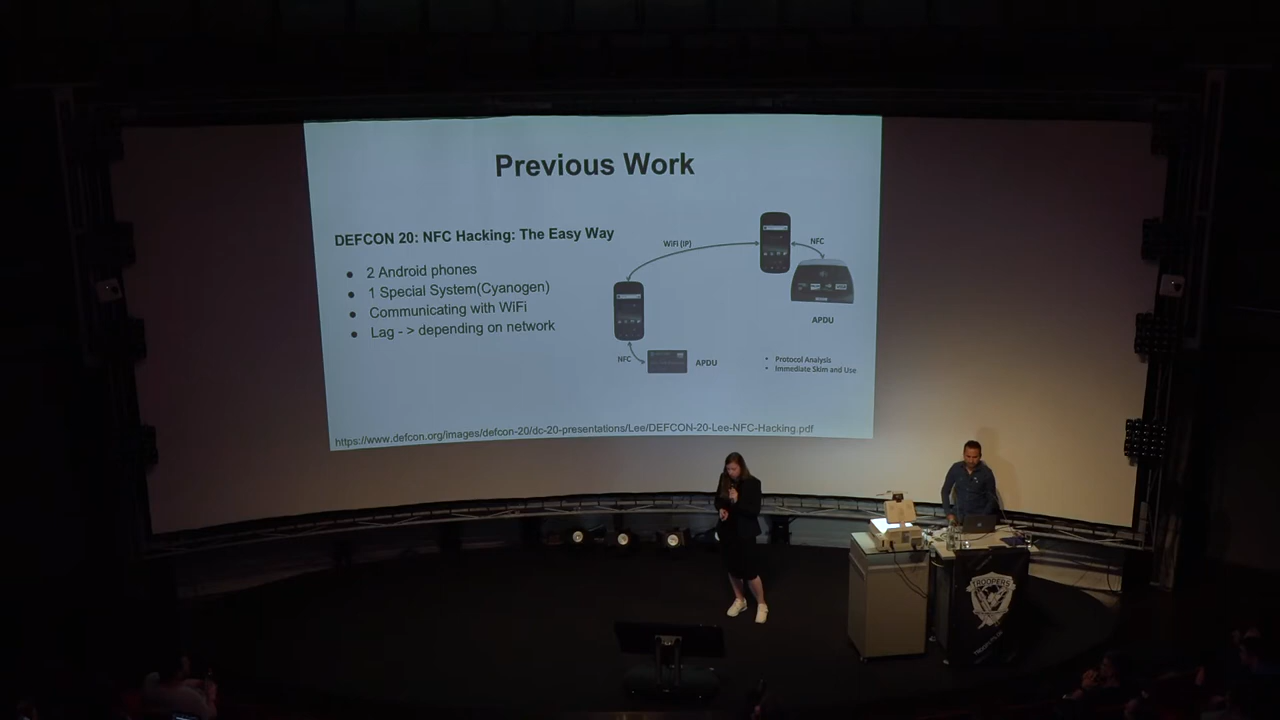 Previous Work
DEFCON 20: NFC Hacking: The Easy Way
● 2 Android phones
● 1 Special System(Cyanogen)
● Communicating with WiFi
● Lag - > depending on network
WiFi (IP)
NFC
APDU
NFC
APDU
• Protocol Analysis
• Immediate Skim and Use
https://www.defcon.org/images/defcon-20/dc-20-presentations/Lee/DEFCON-20-Lee-NFC-Hacking.pdf
TROOPERS